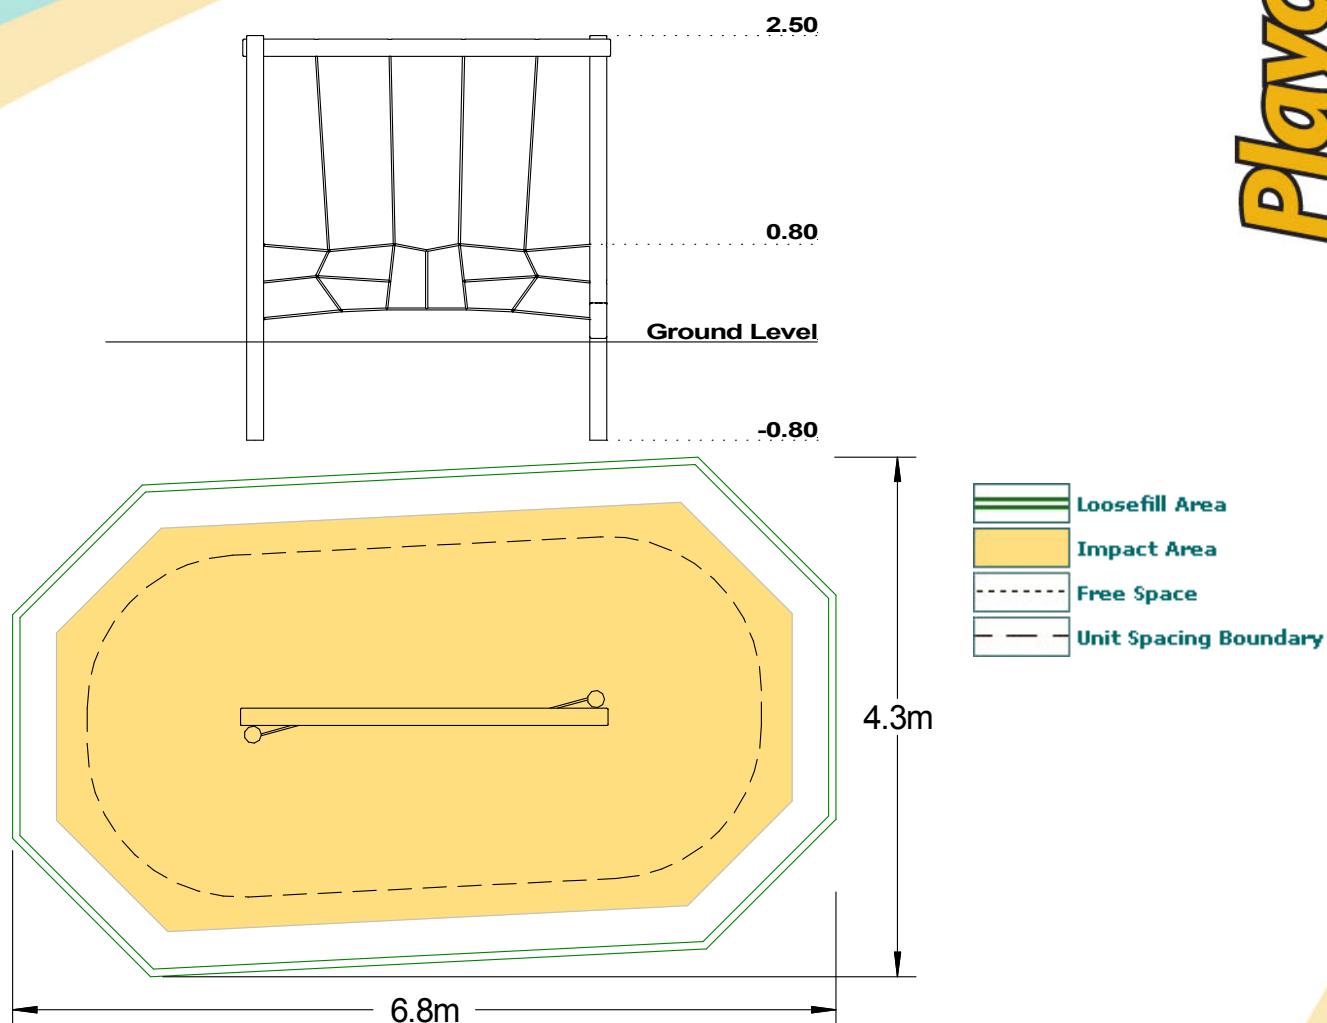 2.50
0.80
Ground Level
-0.80
Loosefill Area
Impact Area
Free Space
Unit Spacing Boundary
4.3m
6.8m